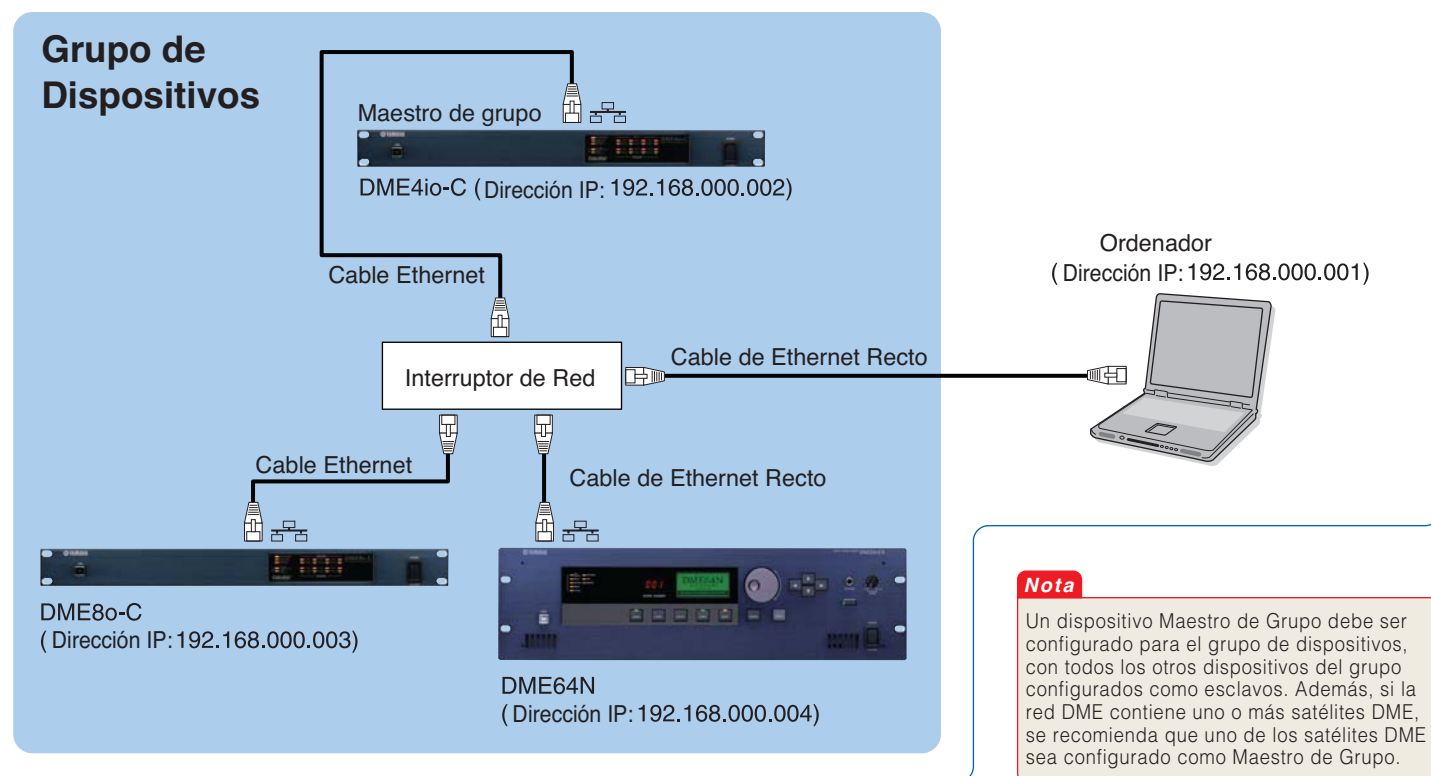 Grupo de
Dispositivos
Maestro de grupo
YAMAHA
DME4io-C (Dirección IP: 192.168.000.002)
Cable Ethernet
Ordenador
( Dirección IP: 192.168.000.001)
Interruptor de Red
Cable de Ethernet Recto
Cable Ethernet
Cable de Ethernet Recto
YAMAHA
DME8o-C
( Dirección IP: 192.168.000.003)
YAMAHA
001
DME64N
DME64N
( Dirección IP: 192.168.000.004)
Nota
Un dispositivo Maestro de Grupo debe ser
configurado para el grupo de dispositivos,
con todos los otros dispositivos del grupo
configurados como esclavos. Además, si la
red DME contiene uno o más satélites DME,
se recomienda que uno de los satélites DME
sea configurado como Maestro de Grupo.